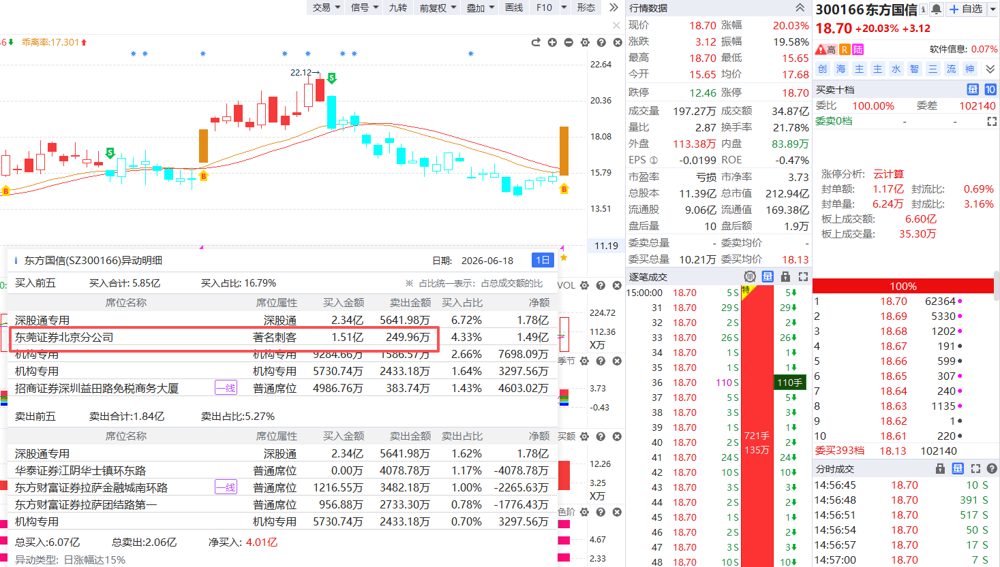 交易 信号 九转 前复权 叠加 画线 F10 形态
46 乖离率:17.301
22.12→
S
S
B
B
B
22.64
20.36
18.08
15.79
13.51
11.19
VOL
224.72
112.36
X万
季节
3.73
-0.43
买额
12.26
3.25
X万
色阶
4.67
2.33
东方国信(SZ300166)异动明细 日期: 2026-06-18 1日
买入前五 买入合计: 5.85亿 买入占比: 16.79% ※ 占比统一表示：占总成交额的比
席位名称 席位属性 买入金额 卖出金额 买入占比 净额
深股通专用 深股通 2.34亿 5641.98万 6.72% 1.78亿
东莞证券北京分公司 著名刺客 1.51亿 249.96万 4.33% 1.49亿
机构专用 机构专用 9284.66万 1586.57万 2.66% 7698.09万
机构专用 机构专用 5730.74万 2433.18万 1.64% 3297.56万
招商证券深圳益田路免税商务大厦 一线 普通席位 4986.76万 383.74万 1.43% 4603.02万
卖出前五 卖出合计:1.84亿 卖出占比:5.27%
席位名称 席位属性 买入金额 卖出金额 卖出占比 净额
深股通专用 深股通 2.34亿 5641.98万 1.62% 1.78亿
华泰证券江阴华士镇环东路 普通席位 0.00万 4078.78万 1.17% -4078.78万
东方财富证券拉萨金融城南环路 一线 普通席位 1216.55万 3482.18万 1.00% -2265.63万
东方财富证券拉萨团结路第一 普通席位 956.88万 2733.30万 0.78% -1776.43万
机构专用 机构专用 5730.74万 2433.18万 0.70% 3297.56万
总买入:6.07亿 总卖出:2.06亿 净买入: 4.01亿
异动类型: 日涨幅达15%
行情数据
现价 18.70 涨幅 20.03%
涨跌 3.12 振幅 19.58%
最高 18.70 最低 15.65
今开 15.65 均价 17.68
跌停 12.46 涨停 18.70
成交量 197.27万 成交额 34.87亿
量比 2.87 换手率 21.78%
外盘 113.38万 内盘 83.89万
EPS ① -0.0199 ROE -0.47%
市盈率 亏损 市净率 3.73
总股本 11.39亿 总市值 212.94亿
流通股 9.06亿 流通值 169.38亿
盘后量 10 盘后额 1.9万
委卖总量 - 委卖均价 -
委买总量 10.21万 委买均价 18.13
逐笔成交 单 量
15:00:00 18.70 5 S 特 5
31 18.70 29 S 29
32 18.70 2 S 2
33 18.70 26 S 26
34 18.70 1 S 1
35 18.70 1 S 1
36 18.70 110 S 110手
37 18.70 5 S 5
38 18.70 3 S 3
39 18.70 1 S 721手 1
40 18.70 2 S 135万 2
41 18.70 24 S 24
42 18.70 10 S 10
43 18.70 3 S 3
44 18.70 2 S 2
45 18.70 1 S 1
46 18.70 2 S 2
47 18.70 3 S 3
48 18.70 10 S 10
300166东方国信 自选
18.70 +20.03% +3.12
高 R 陆 软件信息: 0.07%
创 海 主 主 水 智 三 流 神
买卖十档 量 10
委比 100.00% 委差 102140
委卖0档 - -
涨停分析: 云计算
封单额: 1.17亿 封流比: 0.69%
封单量: 6.24万 封成比: 3.16%
板上成交额: 6.60亿
板上成交量: 35.30万
100%
1 18.70 62364
2 18.69 5330
3 18.68 1202
4 18.67 191
5 18.66 599
6 18.65 307
7 18.64 240
8 18.63 1135
9 18.62 1
10 18.61 220
委买393档 18.13 102140
分时成交 量
14:56:45 18.70 10 S
14:56:48 18.70 391 S
14:56:51 18.70 517 S
14:56:54 18.70 50 S
14:56:57 18.70 17 S
14:57:00 18.70 7 S